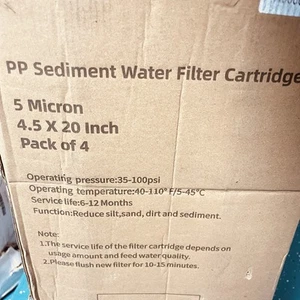 PP Sediment Water Filter Cartridge
5 Micron
4.5 X 20 Inch
Pack of 4
Operating pressure:35-100psi
Operating temperature:40-110°F/5-45°C
Service life:6-12 Months
Function:Reduce silt,sand, dirt and sediment.
Note:
1.The service life of the filter cartridge depends on
usage amount and feed water quality.
2.Please flush new filter for 10-15 minutes.